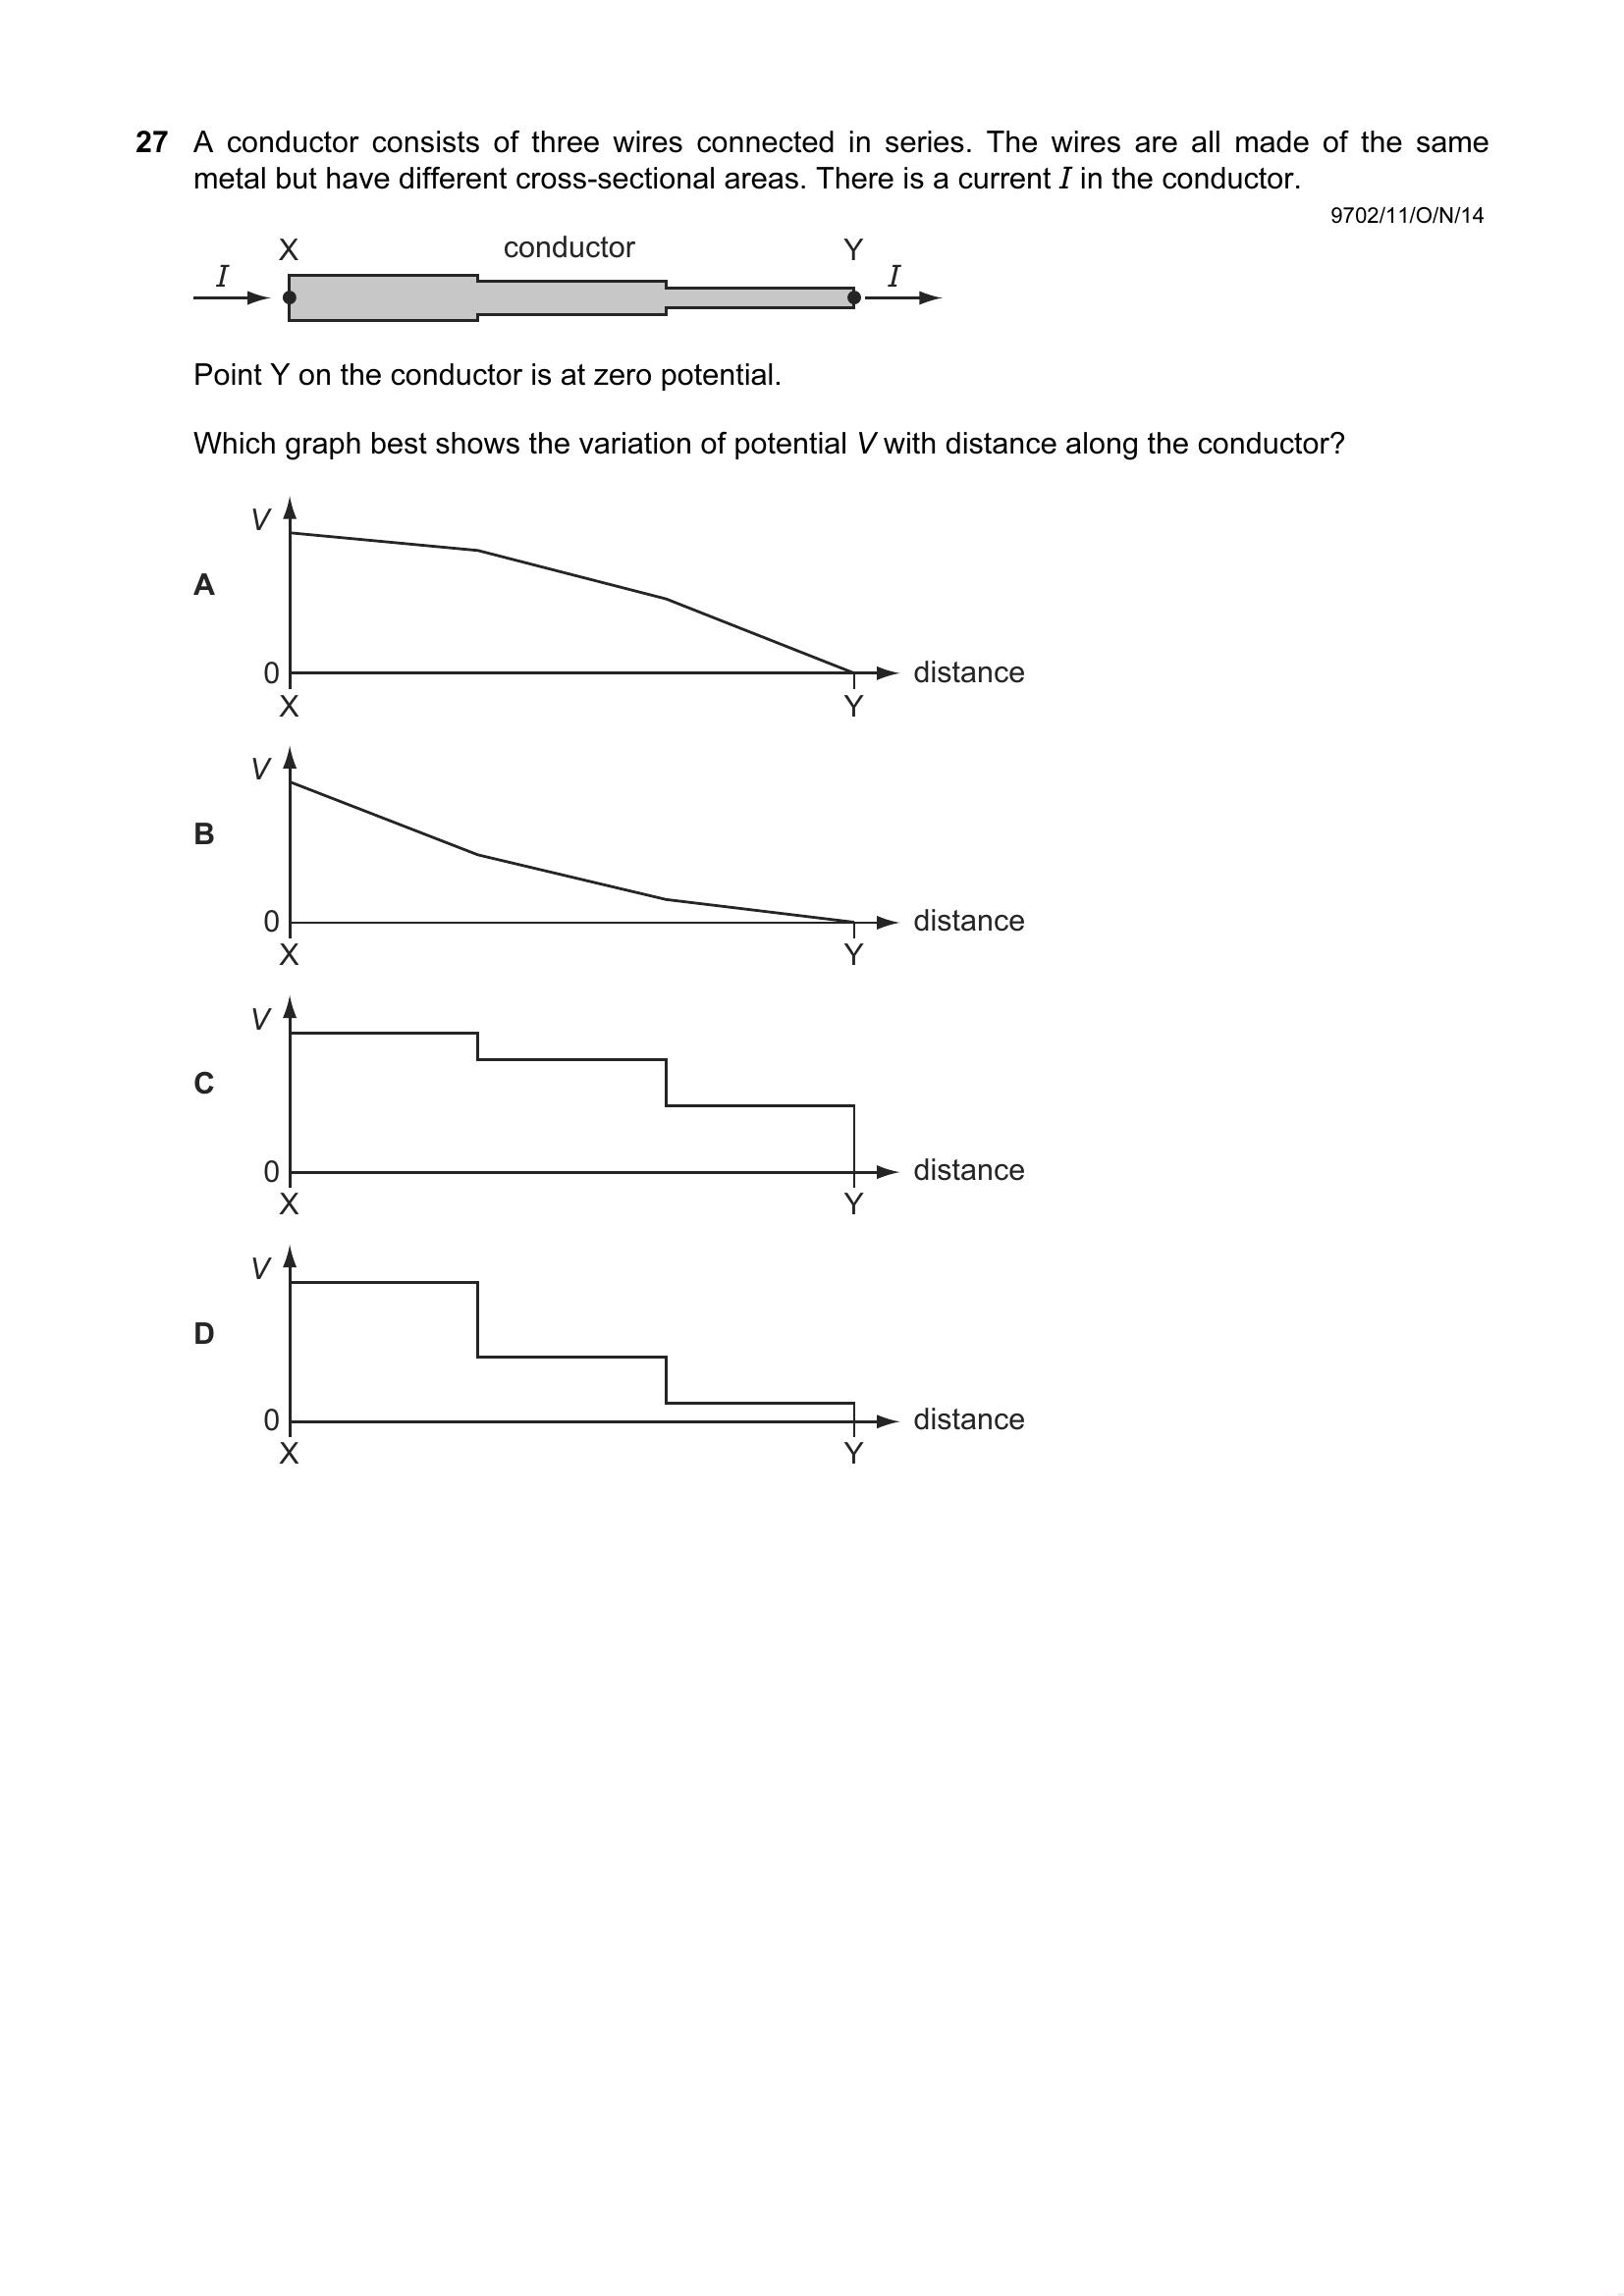 27 A conductor consists of three wires connected in series. The wires are all made of the same
metal but have different cross-sectional areas. There is a current I in the conductor.
9702/11/O/N/14
X conductor Y
I I
Point Y on the conductor is at zero potential.
Which graph best shows the variation of potential V with distance along the conductor?
V
A
0 distance
X Y
V
B
0 distance
X Y
V
C
0 distance
X Y
V
D
0 distance
X Y